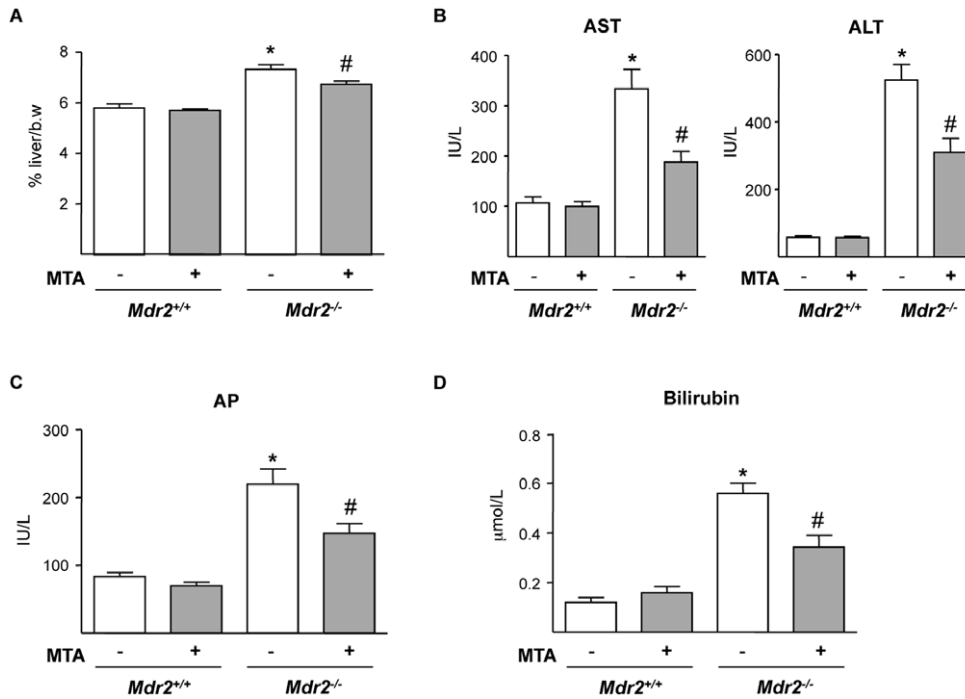 A
% liver/b.w
8
6
4
2
*
#
MTA - + - +
Mdr2+/+ Mdr2-/-
B
AST
IU/L
400
300
200
100
*
#
MTA - + - +
Mdr2+/+ Mdr2-/-
ALT
IU/L
600
400
200
*
#
- + - +
Mdr2+/+ Mdr2-/-
C
AP
IU/L
300
200
100
*
#
MTA - + - +
Mdr2+/+ Mdr2-/-
D
Bilirubin
μmol/L
0.8
0.6
0.4
0.2
*
#
MTA - + - +
Mdr2+/+ Mdr2-/-